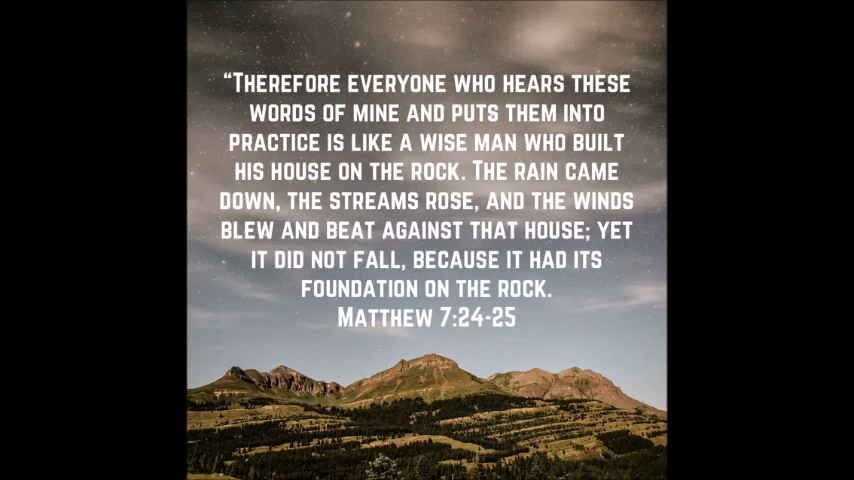 “Therefore everyone who hears these
words of mine and puts them into
practice is like a wise man who built
his house on the rock. The rain came
down, the streams rose, and the winds
blew and beat against that house; yet
it did not fall, because it had its
foundation on the rock.
Matthew 7:24-25